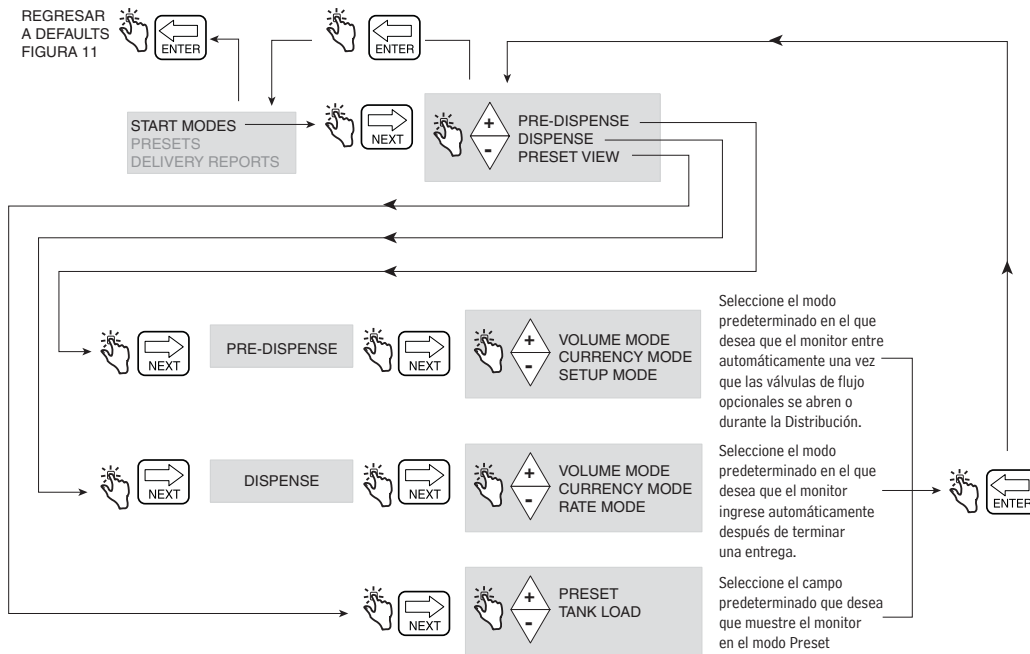 REGRESAR
A DEFAULTS
FIGURA 11
ENTER
ENTER
START MODES
PRESETS
DELIVERY REPORTS
NEXT
+
-
PRE-DISPENSE
DISPENSE
PRESET VIEW
NEXT
PRE-DISPENSE
NEXT
+
-
VOLUME MODE
CURRENCY MODE
SETUP MODE
Seleccione el modo
predeterminado en el que
desea que el monitor entre
automáticamente una vez
que las válvulas de flujo
opcionales se abren o
durante la Distribución.
NEXT
DISPENSE
NEXT
+
-
VOLUME MODE
CURRENCY MODE
RATE MODE
Seleccione el modo
predeterminado en el que
desea que el monitor
ingrese automáticamente
después de terminar
una entrega.
ENTER
NEXT
+
-
PRESET
TANK LOAD
Seleccione el campo
predeterminado que desea
que muestre el monitor
en el modo Preset